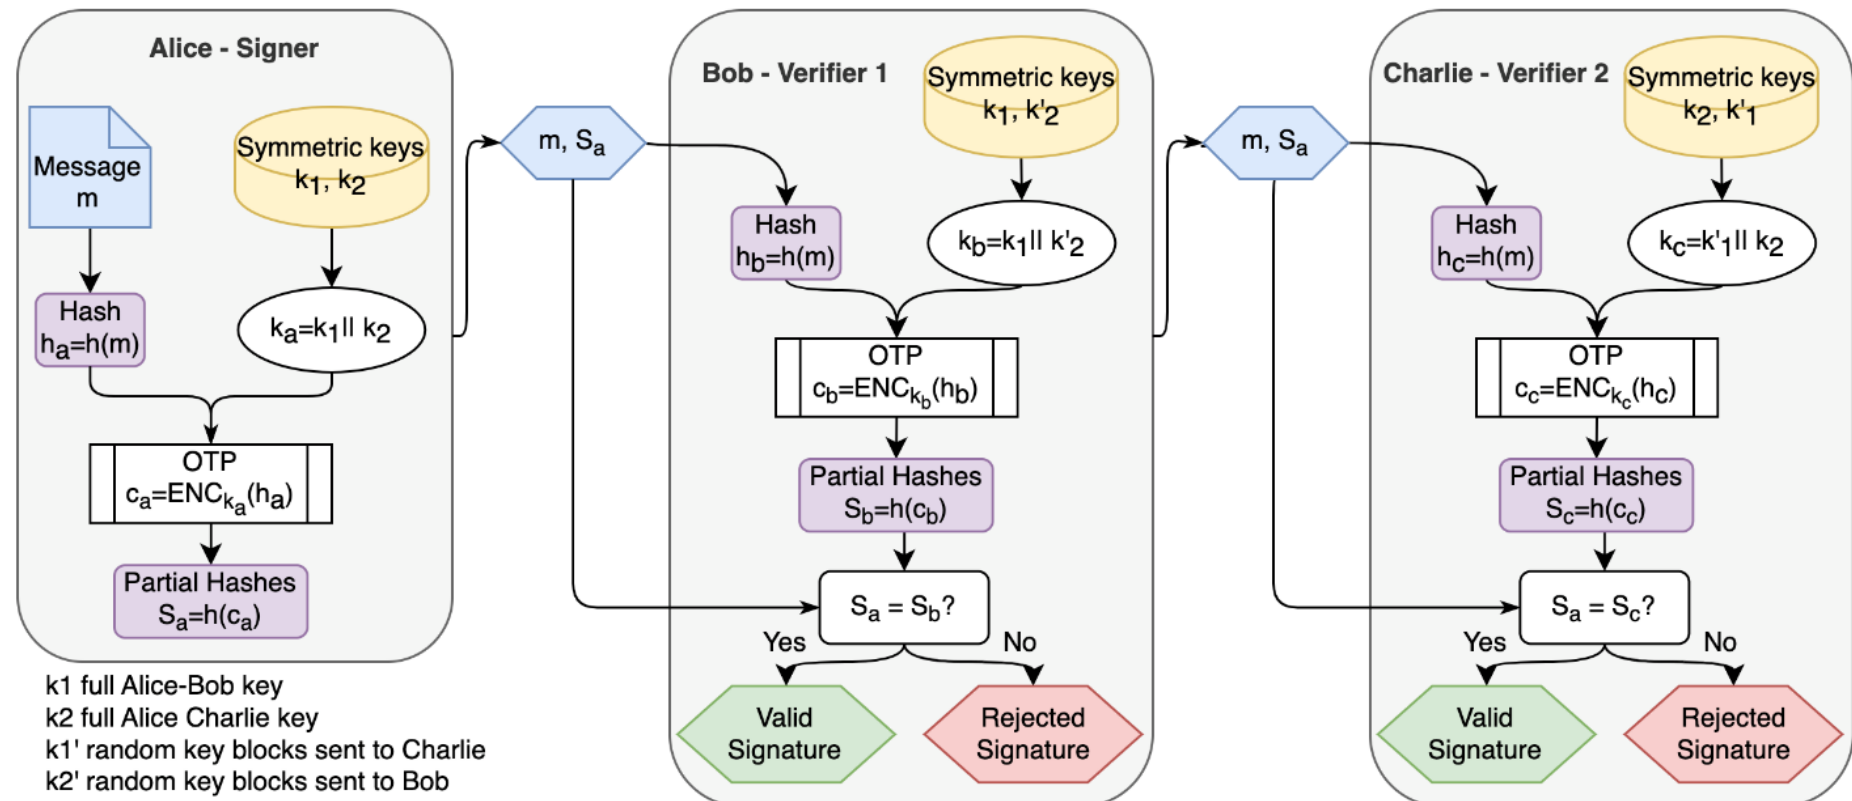 Alice - Signer
Message
m
Symmetric keys
k1, k2
Hash
ha=h(m)
ka=k1|| k2
OTP
ca=ENCka(ha)
Partial Hashes
Sa=h(ca)
k1 full Alice-Bob key
k2 full Alice Charlie key
k1' random key blocks sent to Charlie
k2' random key blocks sent to Bob
m, Sa
Bob - Verifier 1
Symmetric keys
k1, k'2
Hash
hb=h(m)
kb=k1|| k'2
OTP
cb=ENCkb(hb)
Partial Hashes
Sb=h(cb)
Sa = Sb?
Yes
No
Valid
Signature
Rejected
Signature
m, Sa
Charlie - Verifier 2
Symmetric keys
k2, k'1
Hash
hc=h(m)
kc=k'1|| k2
OTP
cc=ENCkc(hc)
Partial Hashes
Sc=h(cc)
Sa = Sc?
Yes
No
Valid
Signature
Rejected
Signature